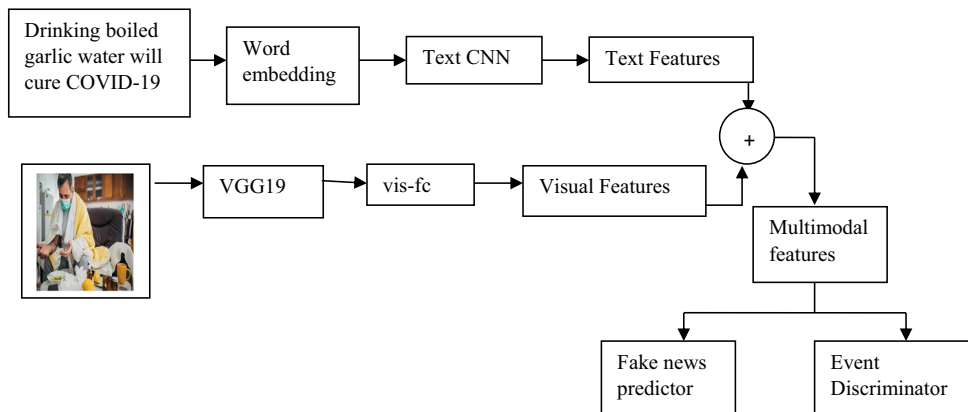 Drinking boiled
garlic water will
cure COVID-19
Word
embedding
Text CNN
Text Features
+
VGG19
vis-fc
Visual Features
Multimodal
features
Fake news
predictor
Event
Discriminator